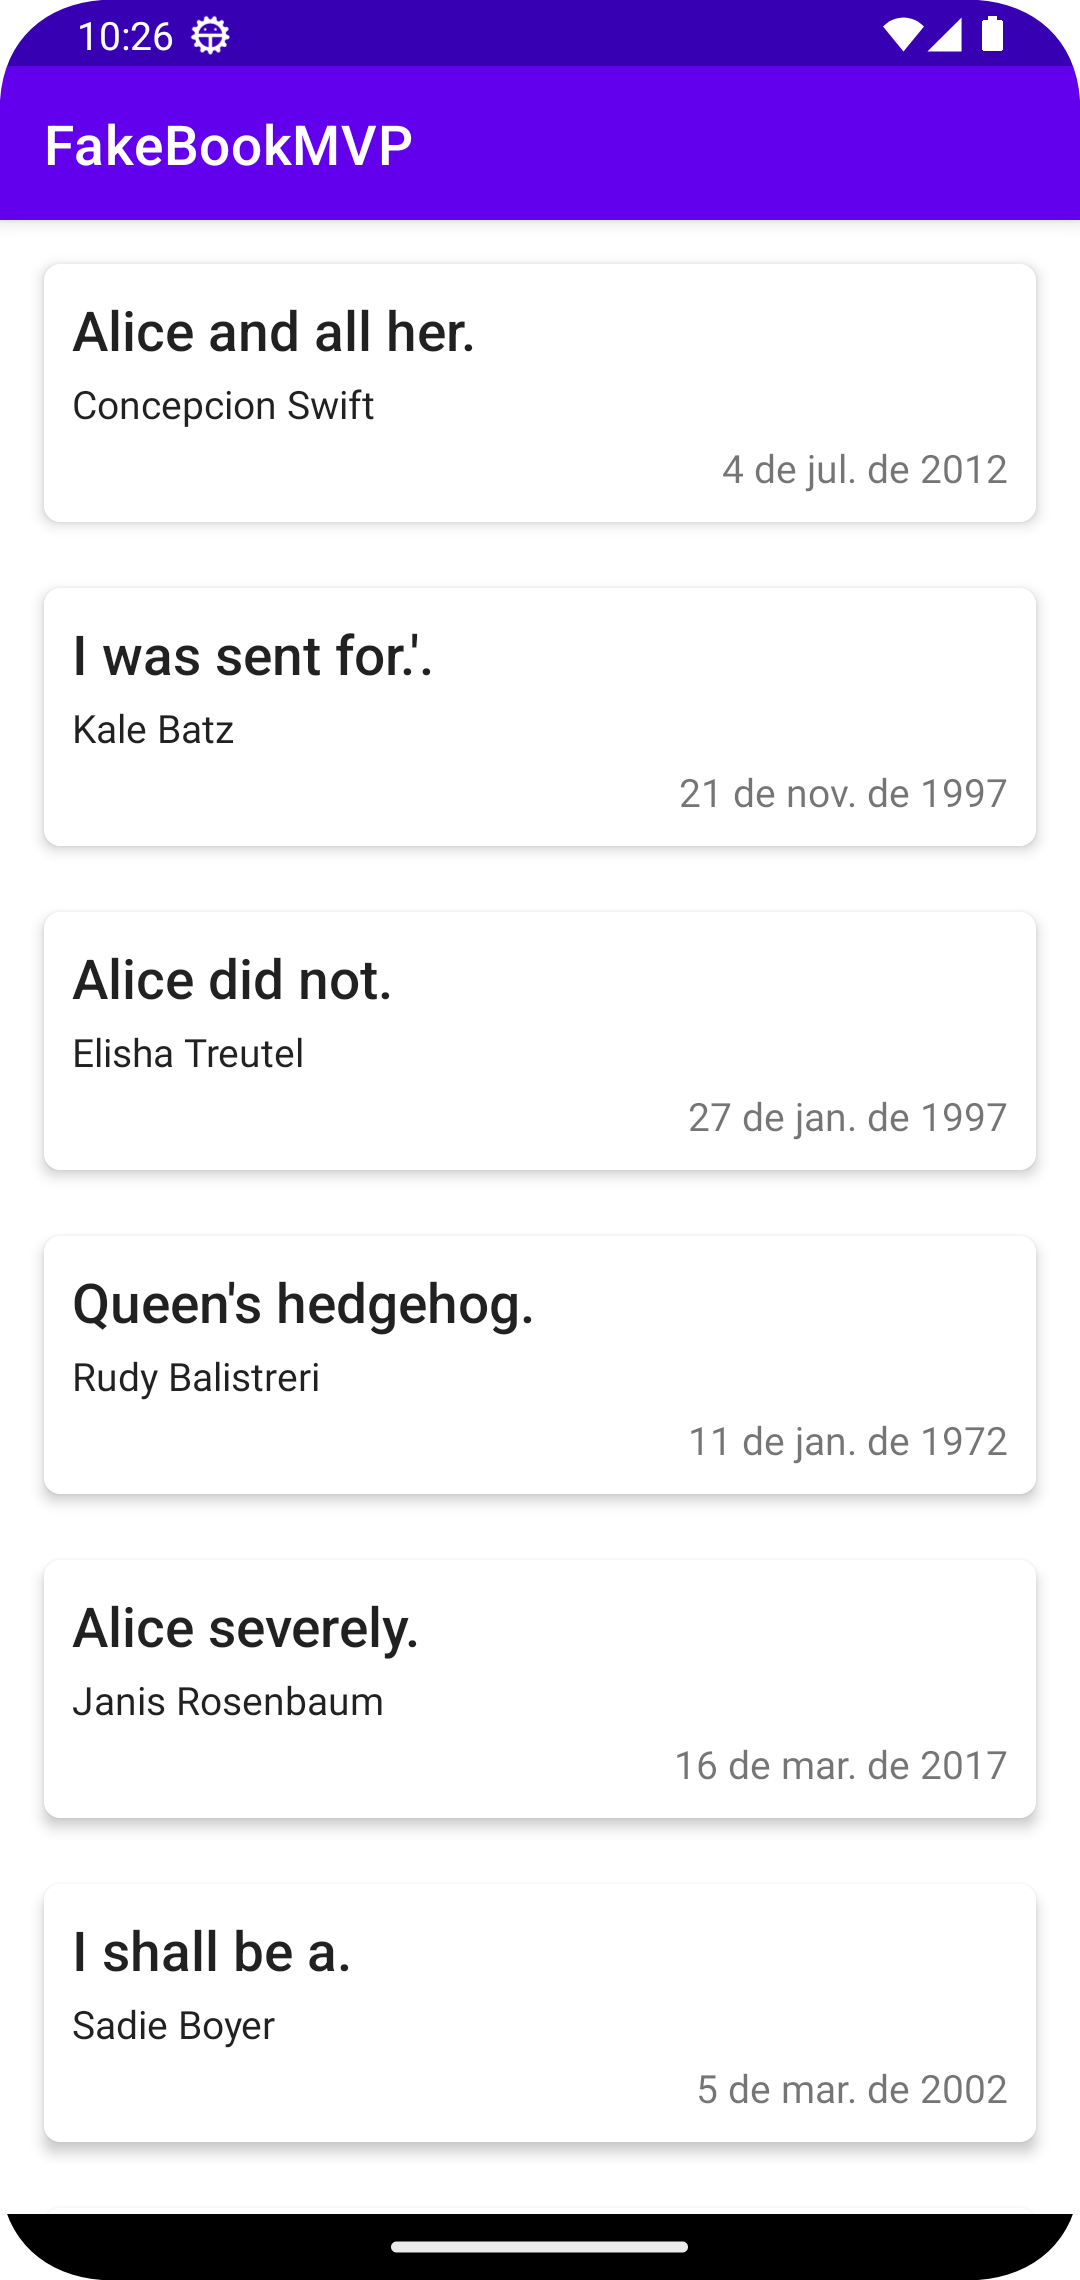 10:26
FakeBookMVP
Alice and all her.
Concepcion Swift
4 de jul. de 2012
I was sent for.'.
Kale Batz
21 de nov. de 1997
Alice did not.
Elisha Treutel
27 de jan. de 1997
Queen's hedgehog.
Rudy Balistreri
11 de jan. de 1972
Alice severely.
Janis Rosenbaum
16 de mar. de 2017
I shall be a.
Sadie Boyer
5 de mar. de 2002